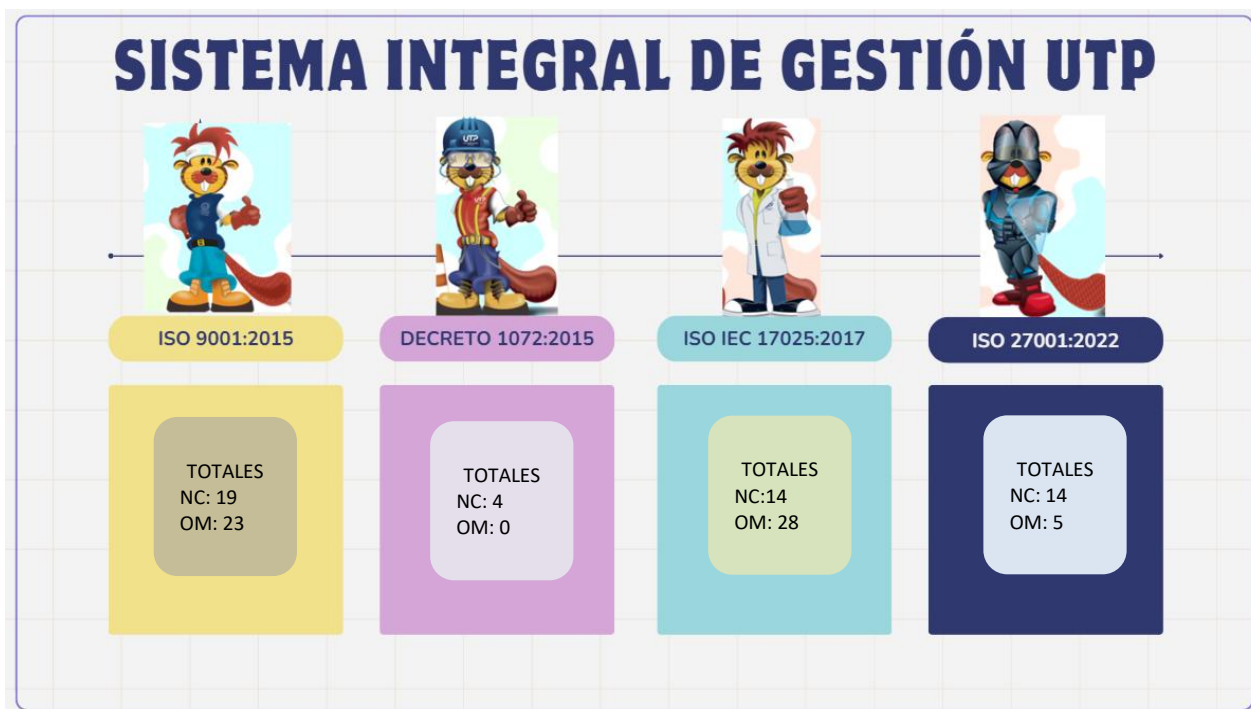 SISTEMA INTEGRAL DE GESTIÓN UTP
UTP
ISO 9001:2015
DECRETO 1072:2015
ISO IEC 17025:2017
ISO 27001:2022
TOTALES
NC: 19
OM: 23
TOTALES
NC: 4
OM: 0
TOTALES
NC:14
OM: 28
TOTALES
NC: 14
OM: 5